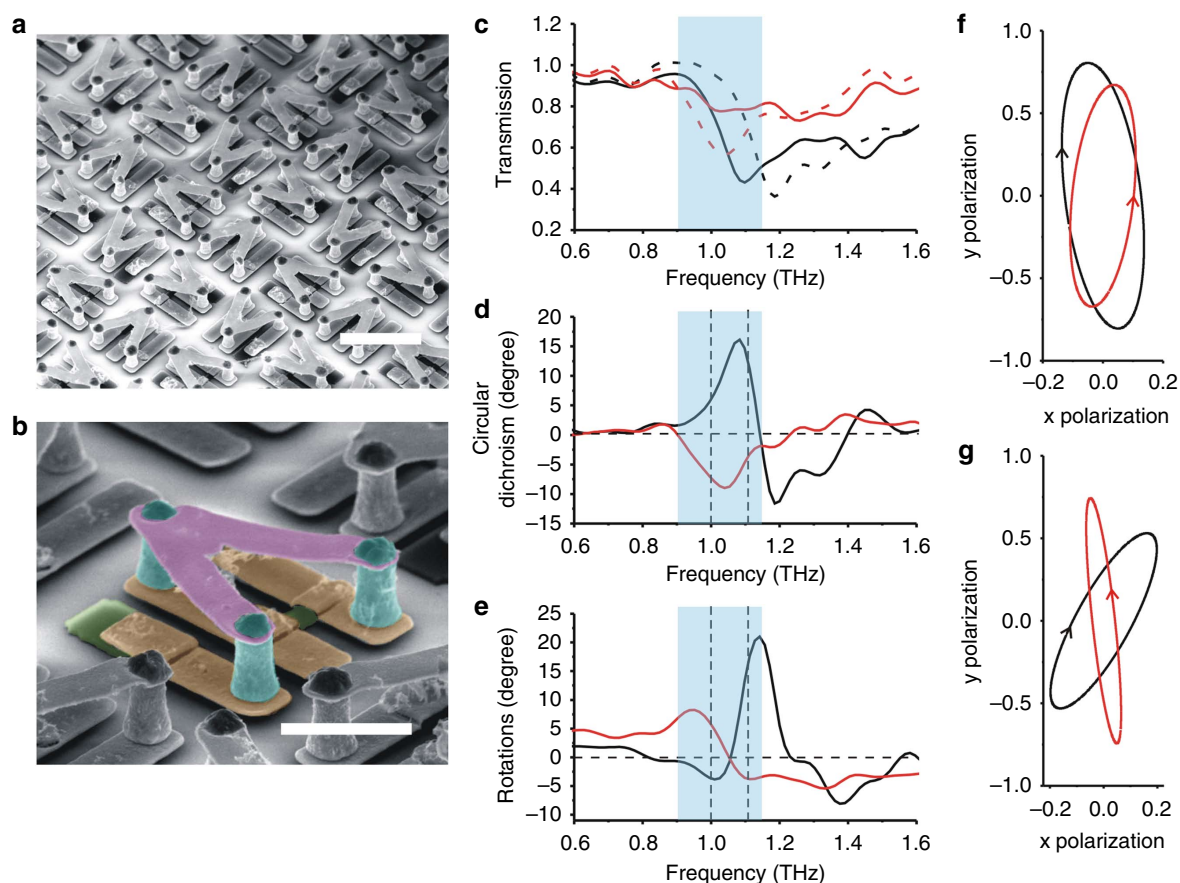 a
b
c
Transmission
1.2
1.0
0.8
0.6
0.4
0.2
0.6 0.8 1.0 1.2 1.4 1.6
Frequency (THz)
d
Circular
dichroism (degree)
20
15
10
5
0
−5
−10
−15
0.6 0.8 1.0 1.2 1.4 1.6
Frequency (THz)
e
Rotations (degree)
25
20
15
10
5
0
−5
−10
0.6 0.8 1.0 1.2 1.4 1.6
Frequency (THz)
f
y polarization
1.0
0.5
0.0
−0.5
−1.0
−0.2 0.0 0.2
x polarization
g
y polarization
1.0
0.5
0.0
−0.5
−1.0
−0.2 0.0 0.2
x polarization